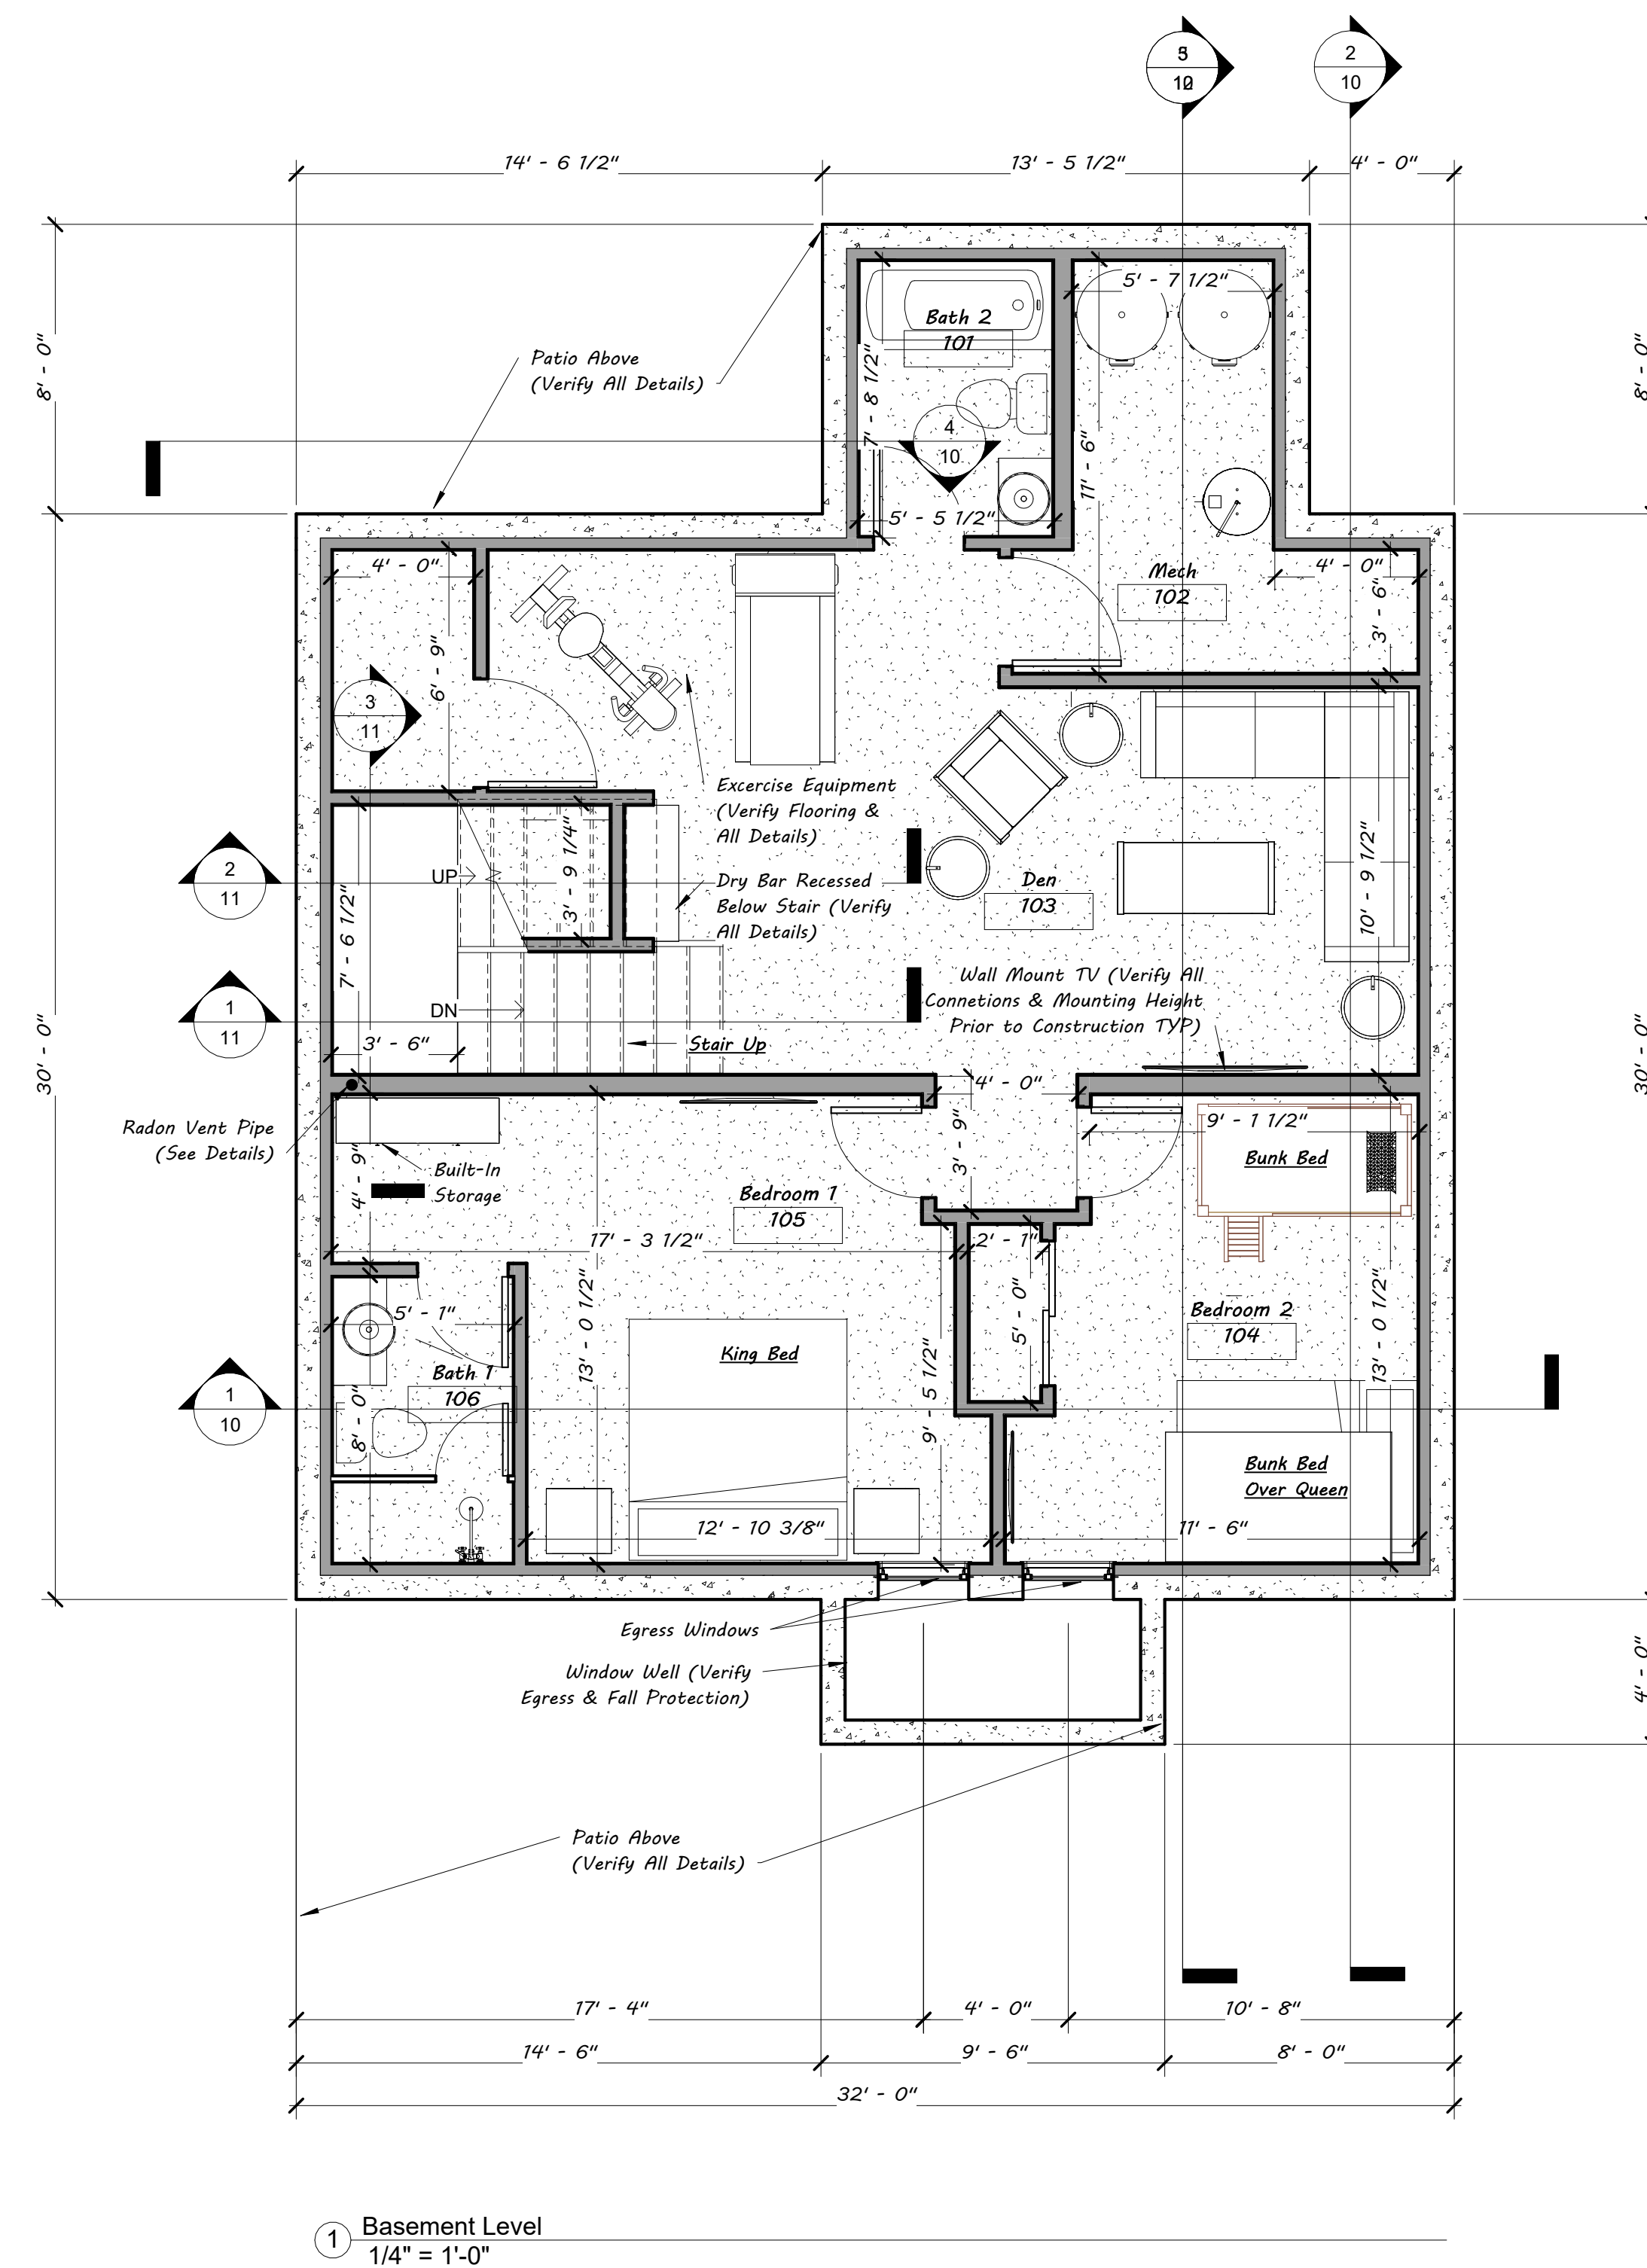 5
10
2
10
14' - 6 1/2"
13' - 5 1/2"
4' - 0"
8' - 0"
8' - 0"
5' - 7 1/2"
Bath 2
101
Patio Above
(Verify All Details)
7' - 8 1/2"
4
10
11' - 6"
5' - 5 1/2"
4' - 0"
Mech
102
4' - 0"
3' - 6"
6' - 9"
3
11
Excercise Equipment
(Verify Flooring &
All Details)
2
11
UP
3' - 9 1/4"
Dry Bar Recessed
Below Stair (Verify
All Details)
Den
103
10' - 9 1/2"
7' - 6 1/2"
Wall Mount TV (Verify All
Connetions & Mounting Height
Prior to Construction TYP)
1
11
DN
3' - 6"
Stair Up
30' - 0"
30' - 0"
4' - 0"
9' - 1 1/2"
Radon Vent Pipe
(See Details)
3' - 9"
Bunk Bed
4' - 9"
Built-In
Storage
Bedroom 1
105
17' - 3 1/2"
2' - 1"
5' - 1"
13' - 0 1/2"
5' - 0"
Bedroom 2
104
13' - 0 1/2"
King Bed
9' - 5 1/2"
Bath 1
106
1
10
8' - 0"
Bunk Bed
Over Queen
12' - 10 3/8"
11' - 6"
Egress Windows
Window Well (Verify
Egress & Fall Protection)
4' - 0"
Patio Above
(Verify All Details)
17' - 4"
4' - 0"
10' - 8"
14' - 6"
9' - 6"
8' - 0"
32' - 0"
1
Basement Level
1/4" = 1'-0"